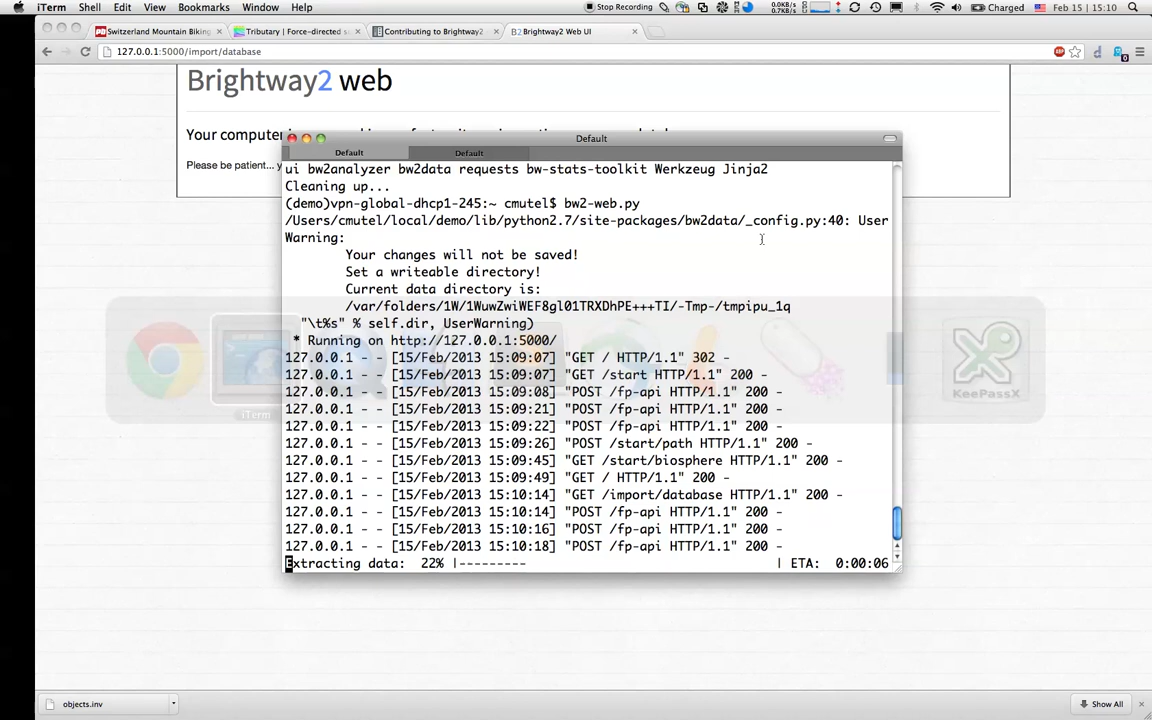 iTerm Shell Edit View Bookmarks Window Help Stop Recording 0.0KB/s 0.0KB/s Charged Feb 15 | 15:10
Switzerland Mountain Biking Tributary | Force-directed s Contributing to Brightway2 B2 Brightway2 Web UI
127.0.0.1:5000/import/database
Brightway2 web
Your computer
Please be patient...
Default
Default Default
ui bw2analyzer bw2data requests bw-stats-toolkit Werkzeug Jinja2
Cleaning up...
(demo)vpn-global-dhcp1-245:~ cmutel$ bw2-web.py
/Users/cmutel/local/demo/lib/python2.7/site-packages/bw2data/_config.py:40: User
Warning:
Your changes will not be saved!
Set a writeable directory!
Current data directory is:
/var/folders/1W/1WuwZwiWEF8gl01TRXDhPE+++TI/-Tmp-/tmpipu_1q
"\t%s" % self.dir, UserWarning)
* Running on http://127.0.0.1:5000/
127.0.0.1 - - [15/Feb/2013 15:09:07] "GET / HTTP/1.1" 302 -
127.0.0.1 - - [15/Feb/2013 15:09:07] "GET /start HTTP/1.1" 200 -
127.0.0.1 - - [15/Feb/2013 15:09:08] "POST /fp-api HTTP/1.1" 200 -
127.0.0.1 - - [15/Feb/2013 15:09:21] "POST /fp-api HTTP/1.1" 200 -
127.0.0.1 - - [15/Feb/2013 15:09:22] "POST /fp-api HTTP/1.1" 200 -
127.0.0.1 - - [15/Feb/2013 15:09:26] "POST /start/path HTTP/1.1" 200 -
127.0.0.1 - - [15/Feb/2013 15:09:45] "GET /start/biosphere HTTP/1.1" 200 -
127.0.0.1 - - [15/Feb/2013 15:09:49] "GET / HTTP/1.1" 200 -
127.0.0.1 - - [15/Feb/2013 15:10:14] "GET /import/database HTTP/1.1" 200 -
127.0.0.1 - - [15/Feb/2013 15:10:14] "POST /fp-api HTTP/1.1" 200 -
127.0.0.1 - - [15/Feb/2013 15:10:16] "POST /fp-api HTTP/1.1" 200 -
127.0.0.1 - - [15/Feb/2013 15:10:18] "POST /fp-api HTTP/1.1" 200 -
Extracting data: 22% |--------- | ETA: 0:00:06
iTerm
KeePassX
objects.inv
Show All